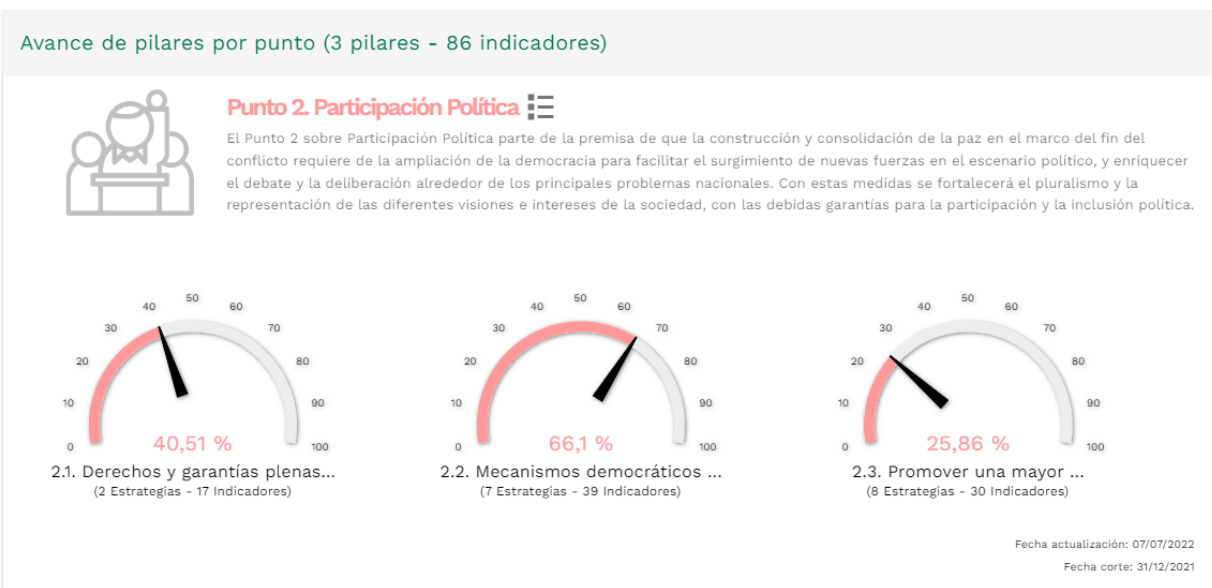 Avance de pilares por punto (3 pilares - 86 indicadores)
Punto 2. Participación Política
El Punto 2 sobre Participación Política parte de la premisa de que la construcción y consolidación de la paz en el marco del fin del
conflicto requiere de la ampliación de la democracia para facilitar el surgimiento de nuevas fuerzas en el escenario político, y enriquecer
el debate y la deliberación alrededor de los principales problemas nacionales. Con estas medidas se fortalecerá el pluralismo y la
representación de las diferentes visiones e intereses de la sociedad, con las debidas garantías para la participación y la inclusión política.
0 10 20 30 40 50 60 70 80 90 100
40,51 %
2.1. Derechos y garantías plenas...
(2 Estrategias - 17 Indicadores)
0 10 20 30 40 50 60 70 80 90 100
66,1 %
2.2. Mecanismos democráticos ...
(7 Estrategias - 39 Indicadores)
0 10 20 30 40 50 60 70 80 90 100
25,86 %
2.3. Promover una mayor ...
(8 Estrategias - 30 Indicadores)
Fecha actualización: 07/07/2022
Fecha corte: 31/12/2021